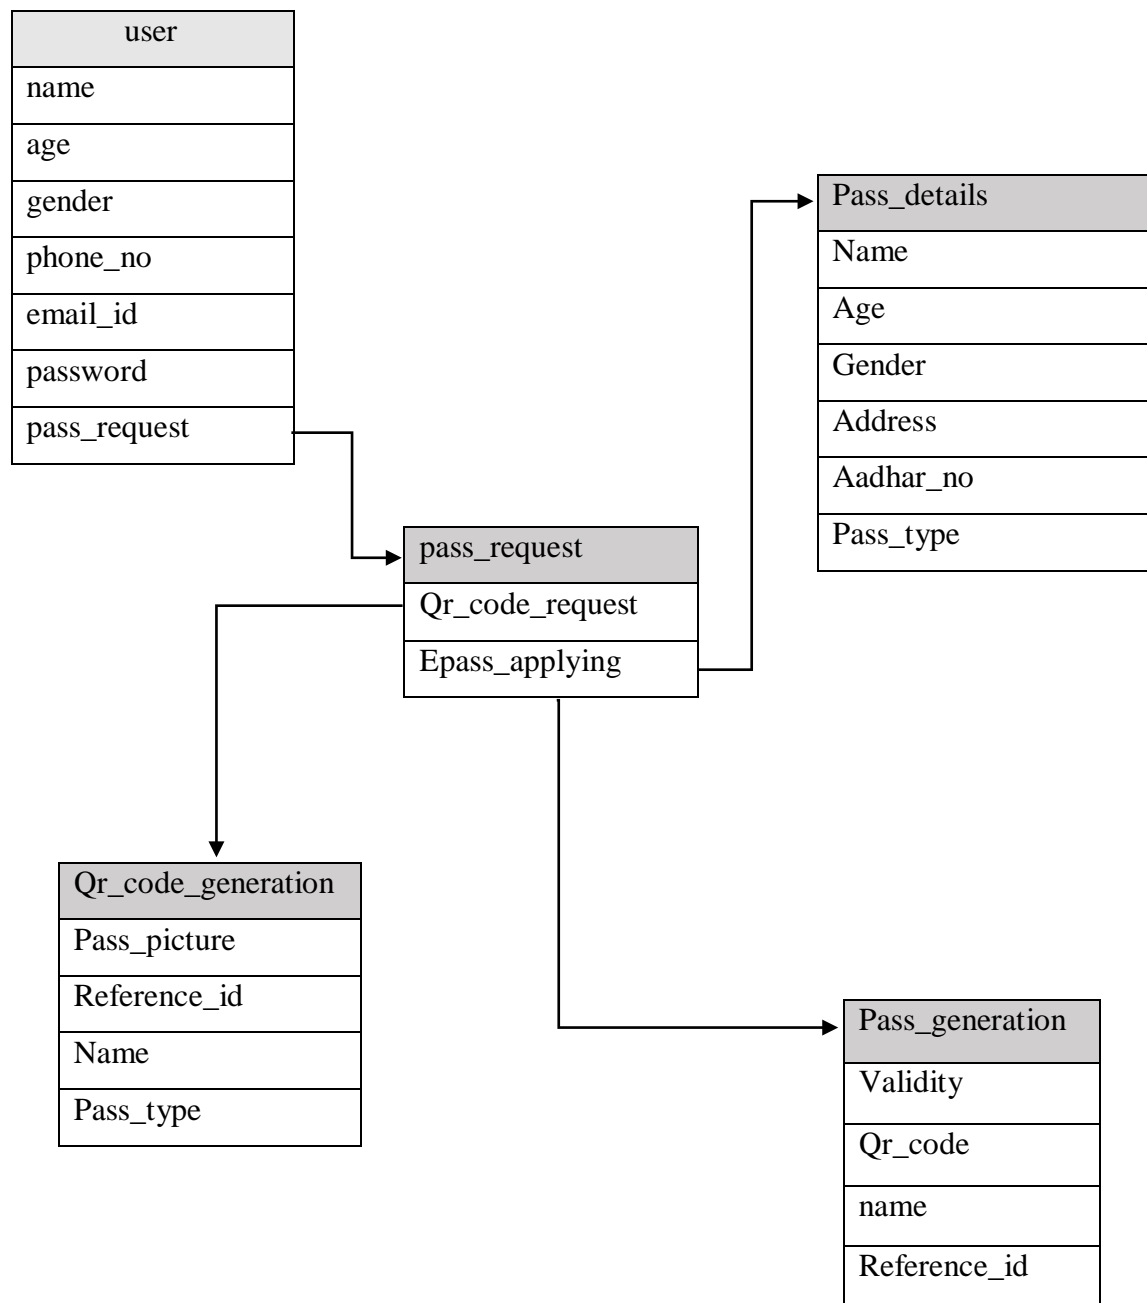 user
name
age
gender
phone_no
email_id
password
pass_request
Pass_details
Name
Age
Gender
Address
Aadhar_no
Pass_type
pass_request
Qr_code_request
Epass_applying
Qr_code_generation
Pass_picture
Reference_id
Name
Pass_type
Pass_generation
Validity
Qr_code
name
Reference_id